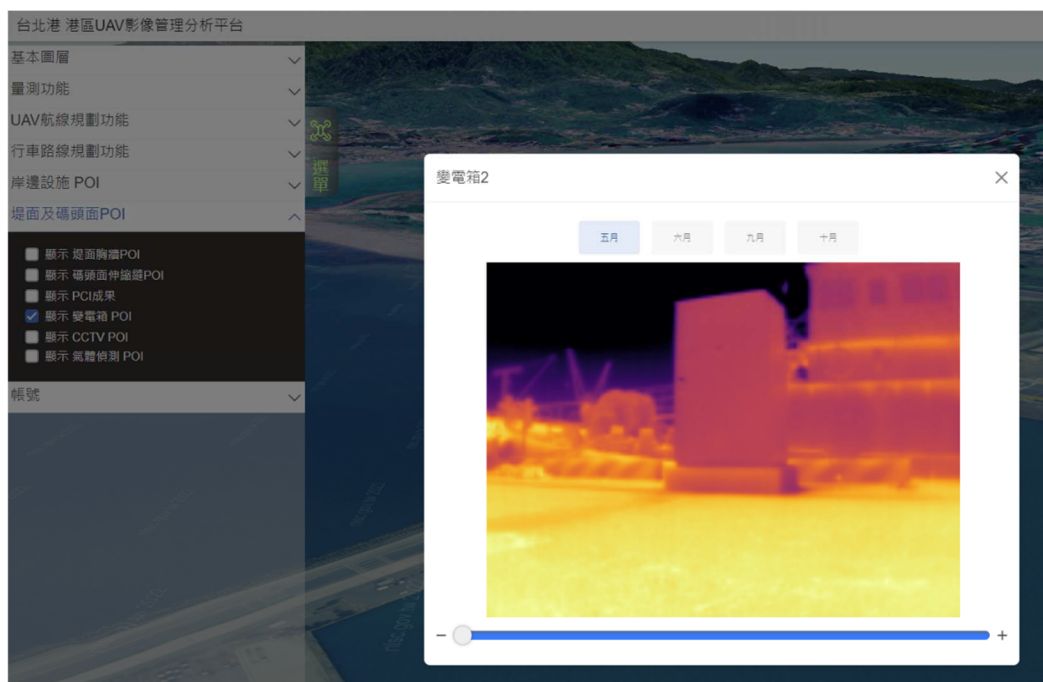 台北港 港區UAV影像管理分析平台
基本圖層
量測功能
UAV航線規劃功能
行車路線規劃功能
岸邊設施 POI
堤面及碼頭面POI
顯示 堤面胸牆POI
顯示 碼頭面伸縮縫POI
顯示 PCI成果
顯示 變電箱 POI
顯示 CCTV POI
顯示 氣體偵測 POI
帳號
選單
變電箱2
五月
六月
九月
十月